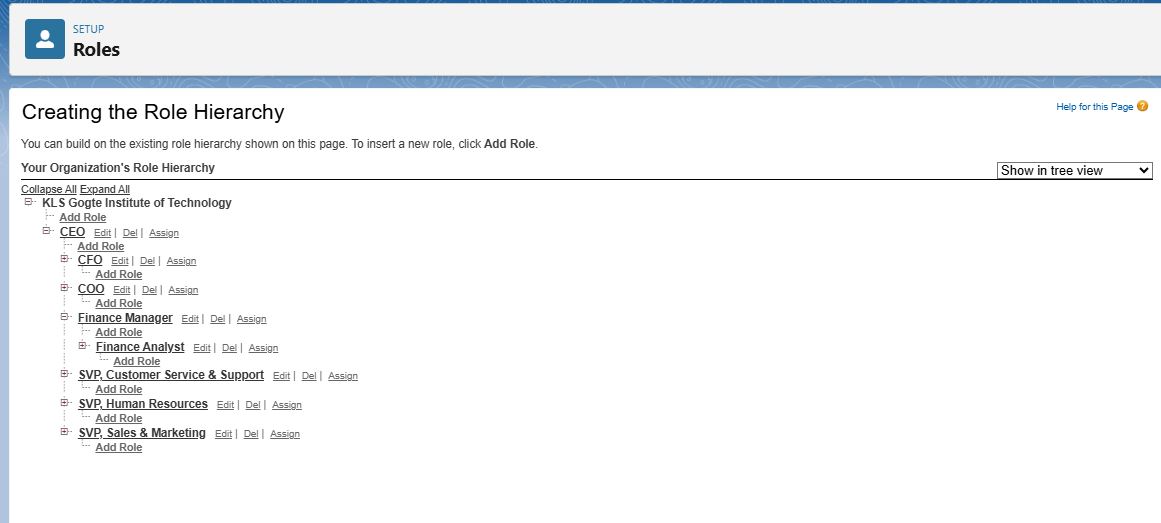 SETUP
Roles
Creating the Role Hierarchy
Help for this Page ?
You can build on the existing role hierarchy shown on this page. To insert a new role, click Add Role.
Your Organization's Role Hierarchy
Show in tree view
Collapse All Expand All
KLS Gogte Institute of Technology
Add Role
CEO Edit | Del | Assign
Add Role
CFO Edit | Del | Assign
Add Role
COO Edit | Del | Assign
Add Role
Finance Manager Edit | Del | Assign
Add Role
Finance Analyst Edit | Del | Assign
Add Role
SVP, Customer Service & Support Edit | Del | Assign
Add Role
SVP, Human Resources Edit | Del | Assign
Add Role
SVP, Sales & Marketing Edit | Del | Assign
Add Role